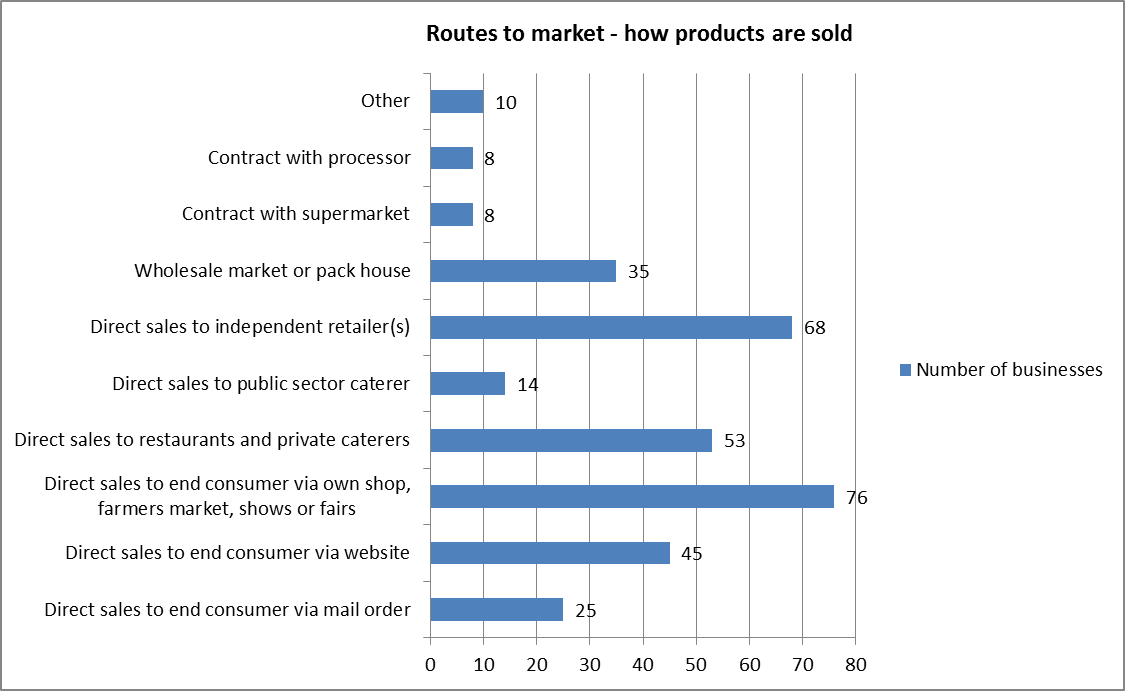 Routes to market - how products are sold
Other
10
Contract with processor
8
Contract with supermarket
8
Wholesale market or pack house
35
Direct sales to independent retailer(s)
68
Direct sales to public sector caterer
14
Direct sales to restaurants and private caterers
53
Direct sales to end consumer via own shop,
farmers market, shows or fairs
76
Direct sales to end consumer via website
45
Direct sales to end consumer via mail order
25
0 10 20 30 40 50 60 70 80
Number of businesses